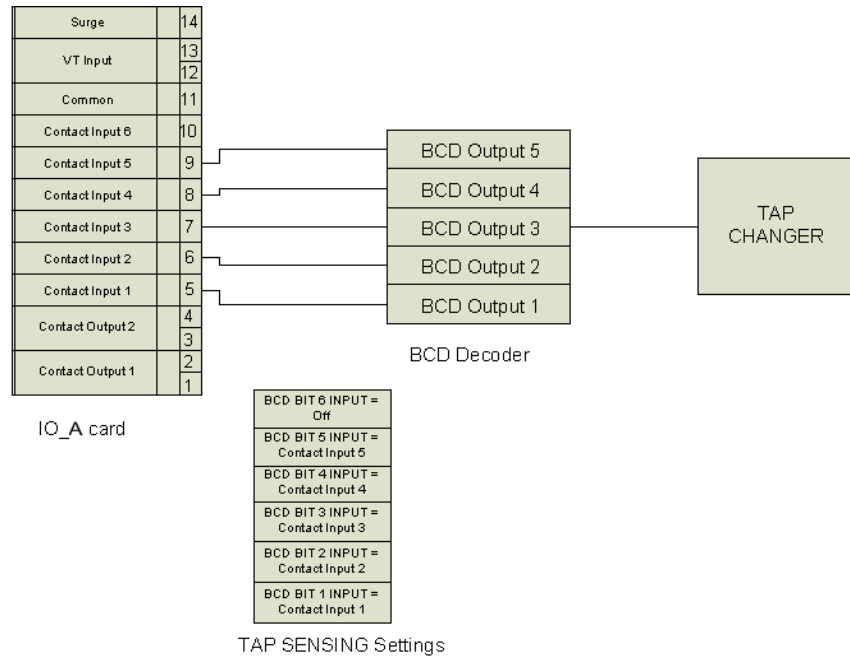 Surge 14
VT Input 13
12
Common 11
Contact Input 6 10
Contact Input 5 9
Contact Input 4 8
Contact Input 3 7
Contact Input 2 6
Contact Input 1 5
Contact Output 2 4
3
Contact Output 1 2
1
IO_A card
BCD Output 5
BCD Output 4
BCD Output 3
BCD Output 2
BCD Output 1
BCD Decoder
TAP
CHANGER
BCD BIT 6 INPUT =
Off
BCD BIT 5 INPUT =
Contact Input 5
BCD BIT 4 INPUT =
Contact Input 4
BCD BIT 3 INPUT =
Contact Input 3
BCD BIT 2 INPUT =
Contact Input 2
BCD BIT 1 INPUT =
Contact Input 1
TAP SENSING Settings